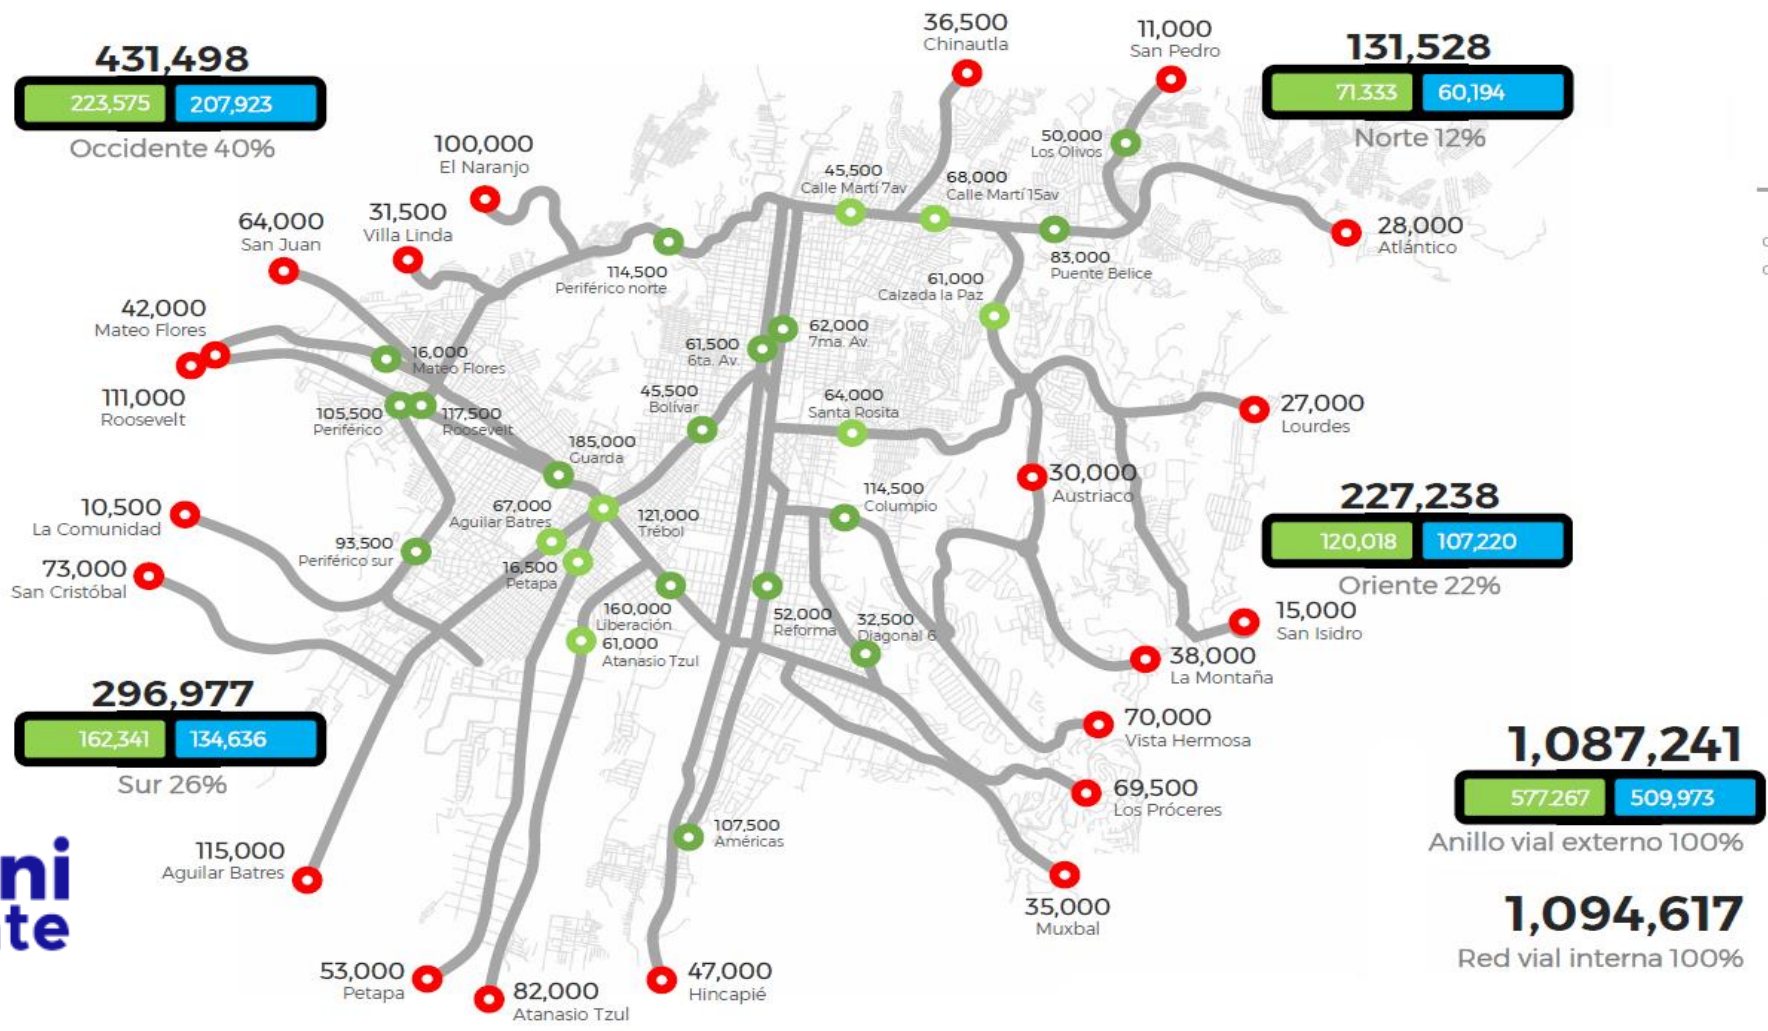 431,498
223,575 207,923
Occidente 40%
36,500
Chinautla
11,000
San Pedro
131,528
71.333 60,194
Norte 12%
100,000
El Naranjo
50,000
Los Olivos
45,500
Calle Martí 7av
68,000
Calle Martí 15av
64,000
San Juan
31,500
Villa Linda
28,000
Atlántico
114,500
Periférico norte
83,000
Puente Belice
61,000
Calzada la Paz
42,000
Mateo Flores
16,000
Mateo Flores
61,500
6ta. Av.
62,000
7ma. Av.
111,000
Roosevelt
105,500
Periférico
117,500
Roosevelt
45,500
Bolívar
64,000
Santa Rosita
27,000
Lourdes
185,000
Guarda
30,000
Austriaco
10,500
La Comunidad
67,000
Aguilar Batres
121,000
Trébol
114,500
Columpio
227,238
120,018 107,220
Oriente 22%
93,500
Periférico sur
73,000
San Cristóbal
16,500
Petapa
160,000
Liberación
61,000
Atanasio Tzul
52,000
Reforma
32,500
Diagonal 6
15,000
San Isidro
38,000
La Montaña
296,977
162,341 134,636
Sur 26%
70,000
Vista Hermosa
69,500
Los Próceres
1,087,241
577.267 509,973
Anillo vial externo 100%
107,500
Américas
115,000
Aguilar Batres
ni
te
35,000
Muxbal
1,094,617
Red vial interna 100%
53,000
Petapa
82,000
Atanasio Tzul
47,000
Hincapié